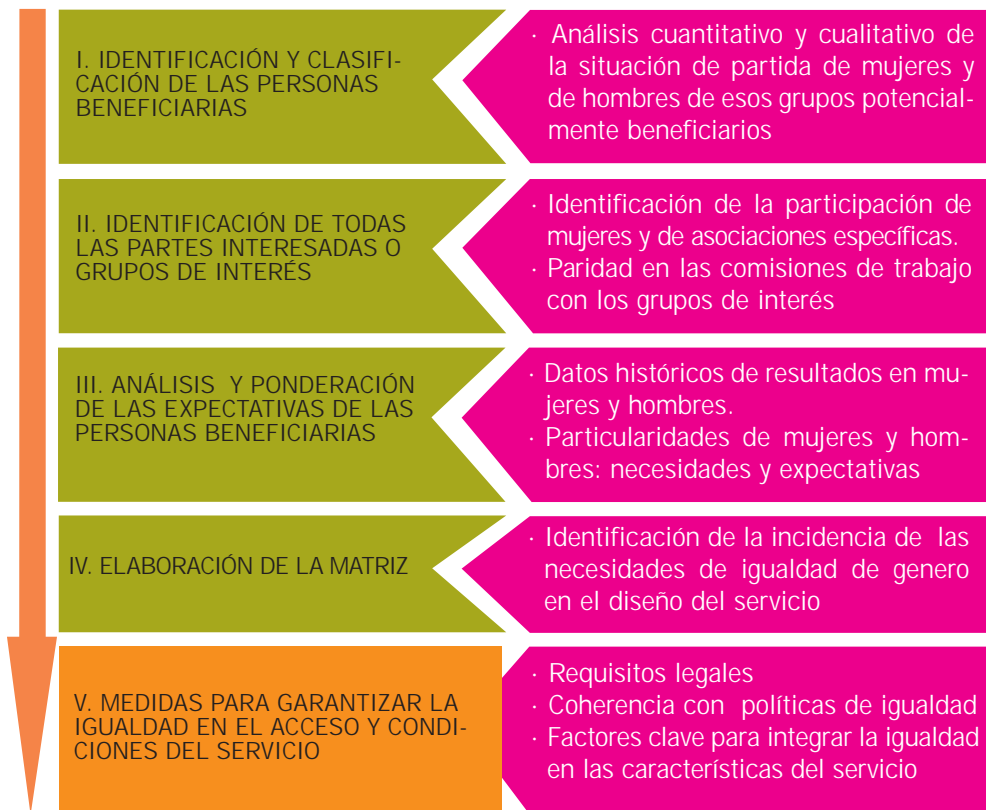 I. IDENTIFICACIÓN Y CLASIFI-
CACIÓN DE LAS PERSONAS
BENEFICIARIAS
· Análisis cuantitativo y cualitativo de
la situación de partida de mujeres y
de hombres de esos grupos potencial-
mente beneficiarios
II. IDENTIFICACIÓN DE TODAS
LAS PARTES INTERESADAS O
GRUPOS DE INTERÉS
· Identificación de la participación de
mujeres y de asociaciones específicas.
· Paridad en las comisiones de trabajo
con los grupos de interés
III. ANÁLISIS Y PONDERACIÓN
DE LAS EXPECTATIVAS DE LAS
PERSONAS BENEFICIARIAS
· Datos históricos de resultados en mu-
jeres y hombres.
· Particularidades de mujeres y hom-
bres: necesidades y expectativas
IV. ELABORACIÓN DE LA MATRIZ
· Identificación de la incidencia de las
necesidades de igualdad de genero
en el diseño del servicio
V. MEDIDAS PARA GARANTIZAR LA
IGUALDAD EN EL ACCESO Y CONDI-
CIONES DEL SERVICIO
· Requisitos legales
· Coherencia con políticas de igualdad
· Factores clave para integrar la igualdad
en las características del servicio